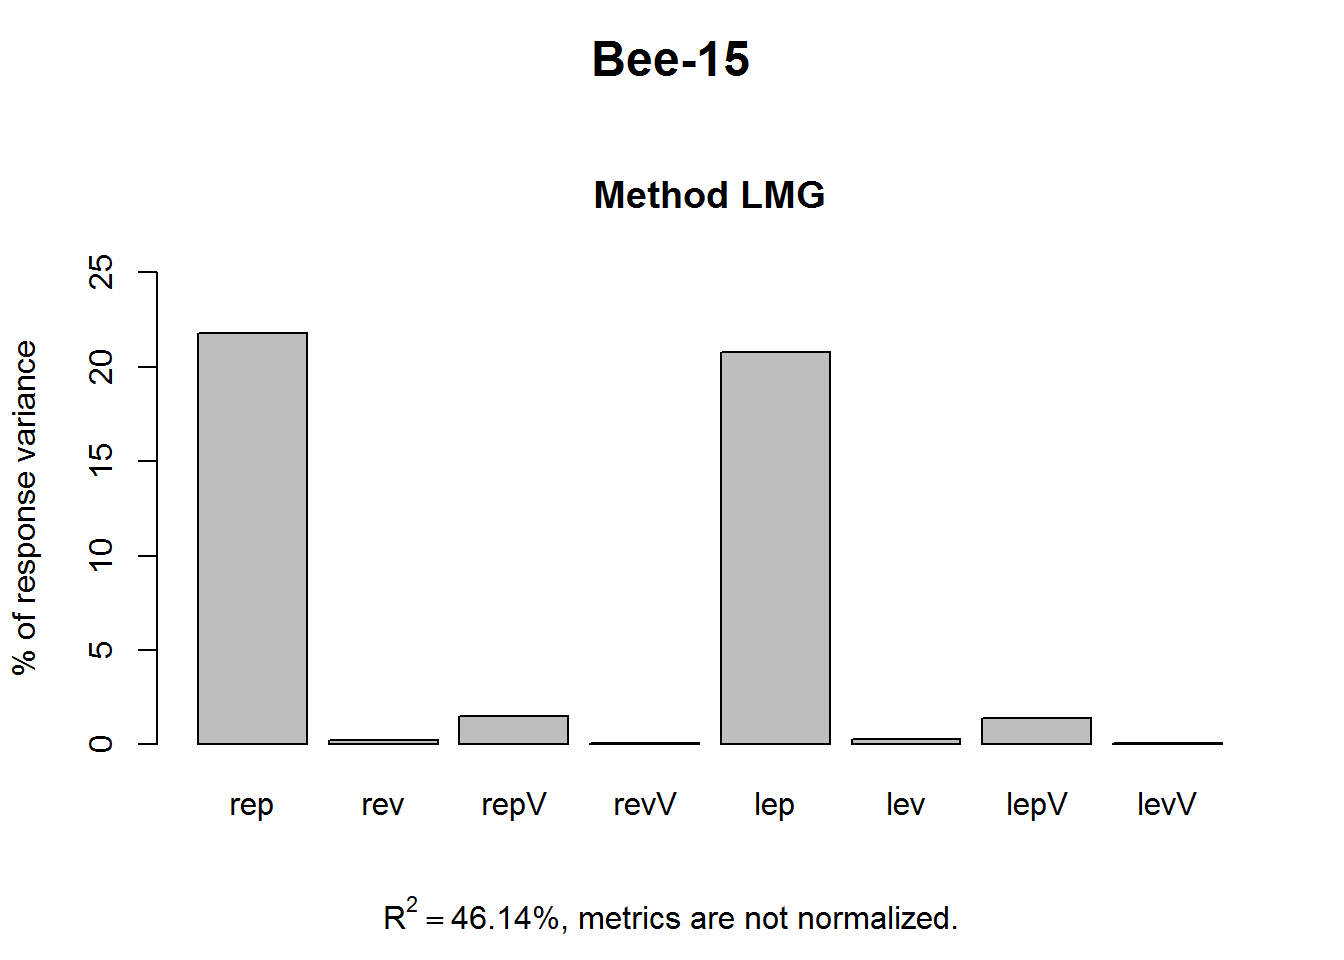 Bee-15
Method LMG
% of response variance
25
20
15
10
5
0
rep rev repV revV lep lev lepV levV
R² = 46.14%, metrics are not normalized.